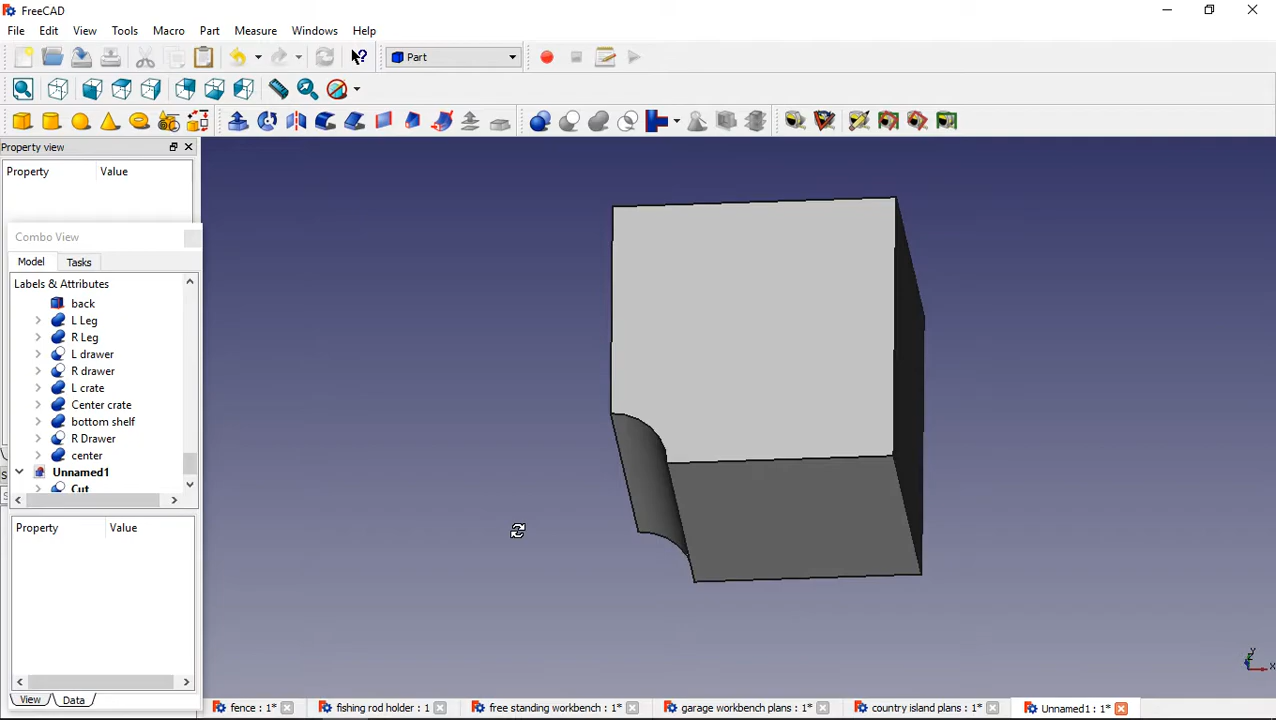 FreeCAD
File Edit View Tools Macro Part Measure Windows Help
Part
Property view
Property Value
Combo View
Model Tasks
Labels & Attributes
back
L Leg
R Leg
L drawer
R drawer
L crate
Center crate
bottom shelf
R Drawer
center
Unnamed1
Cut
Property Value
View Data
fence : 1* fishing rod holder : 1 free standing workbench : 1* garage workbench plans : 1* country island plans : 1* Unnamed1 : 1*
y
x